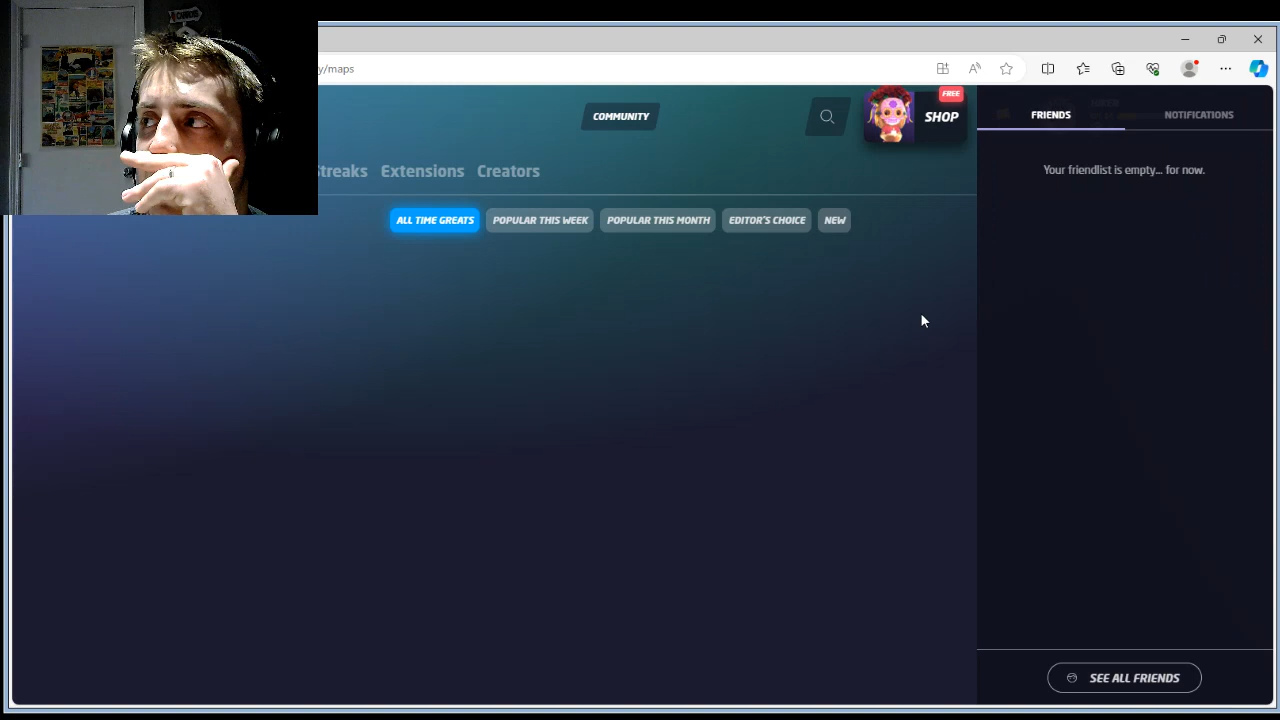 y/maps
COMMUNITY
FREE
SHOP
FRIENDS
NOTIFICATIONS
Streaks Extensions Creators
Your friendlist is empty... for now.
ALL TIME GREATS
POPULAR THIS WEEK
POPULAR THIS MONTH
EDITOR'S CHOICE
NEW
SEE ALL FRIENDS